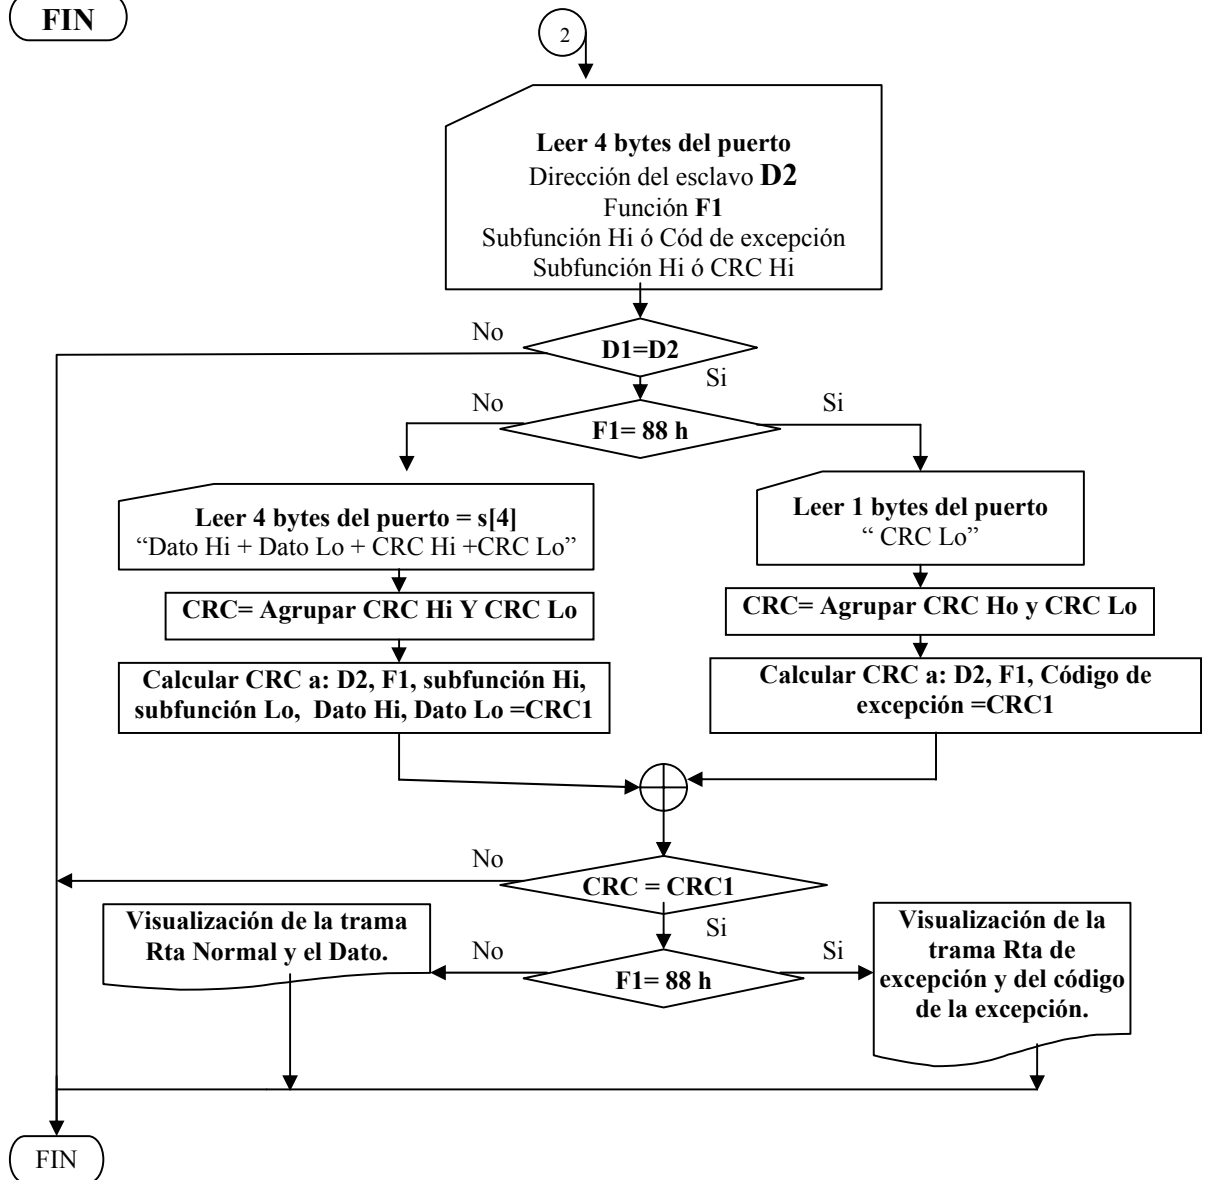 FIN
2
Leer 4 bytes del puerto
Dirección del esclavo D2
Función F1
Subfunción Hi ó Cód de excepción
Subfunción Hi ó CRC Hi
No
D1=D2
Si
No
F1= 88 h
Si
Leer 4 bytes del puerto = s[4]
“Dato Hi + Dato Lo + CRC Hi +CRC Lo”
Leer 1 bytes del puerto
“ CRC Lo”
CRC= Agrupar CRC Hi Y CRC Lo
CRC= Agrupar CRC Ho y CRC Lo
Calcular CRC a: D2, F1, subfunción Hi,
subfunción Lo, Dato Hi, Dato Lo =CRC1
Calcular CRC a: D2, F1, Código de
excepción =CRC1
No
CRC = CRC1
Si
Visualización de la trama
Rta Normal y el Dato.
No
F1= 88 h
Si
Visualización de la
trama Rta de
excepción y del código
de la excepción.
FIN